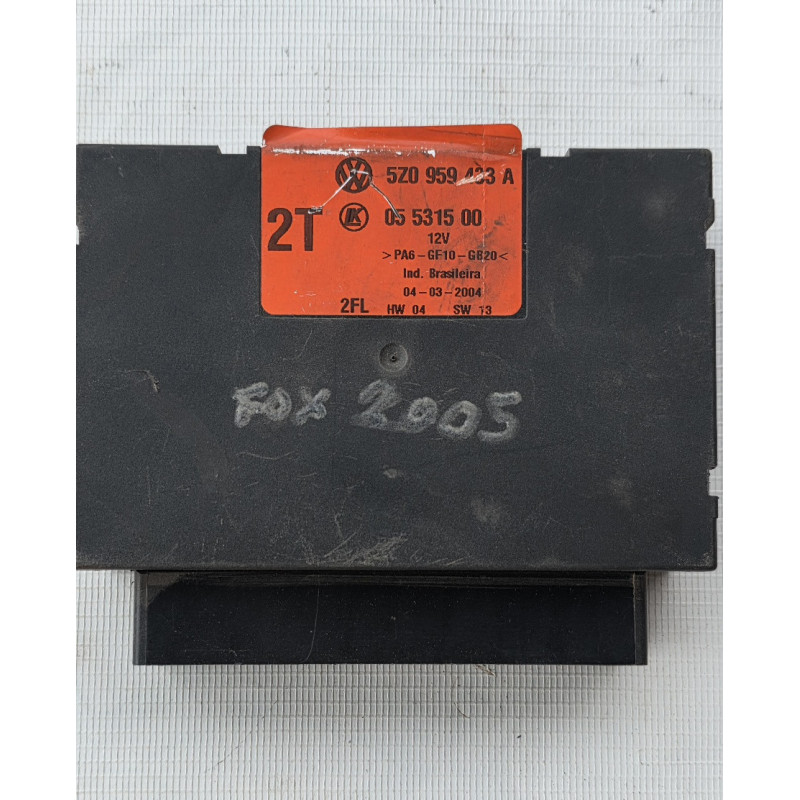 5Z0 959 433 A
2T
05 5315 00
12V
>PA6-GF10-GB20<
Ind. Brasileira
04-03-2004
2FL HW 04 SW 13
FOX 2005